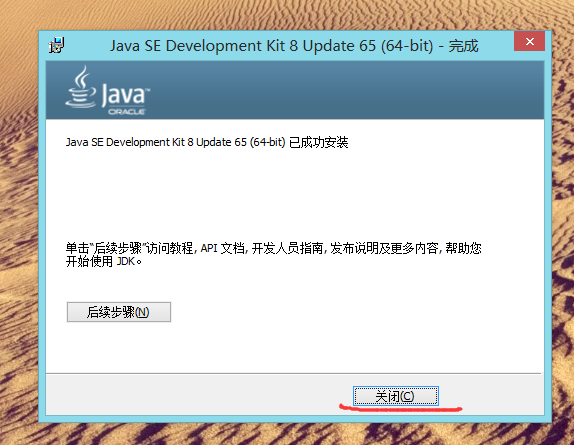 Java SE Development Kit 8 Update 65 (64-bit) - 完成
Java™
ORACLE
Java SE Development Kit 8 Update 65 (64-bit) 已成功安装
单击“后续步骤”访问教程, API 文档, 开发人员指南, 发布说明及更多内容, 帮助您
开始使用 JDK。
后续步骤(N)
关闭(C)